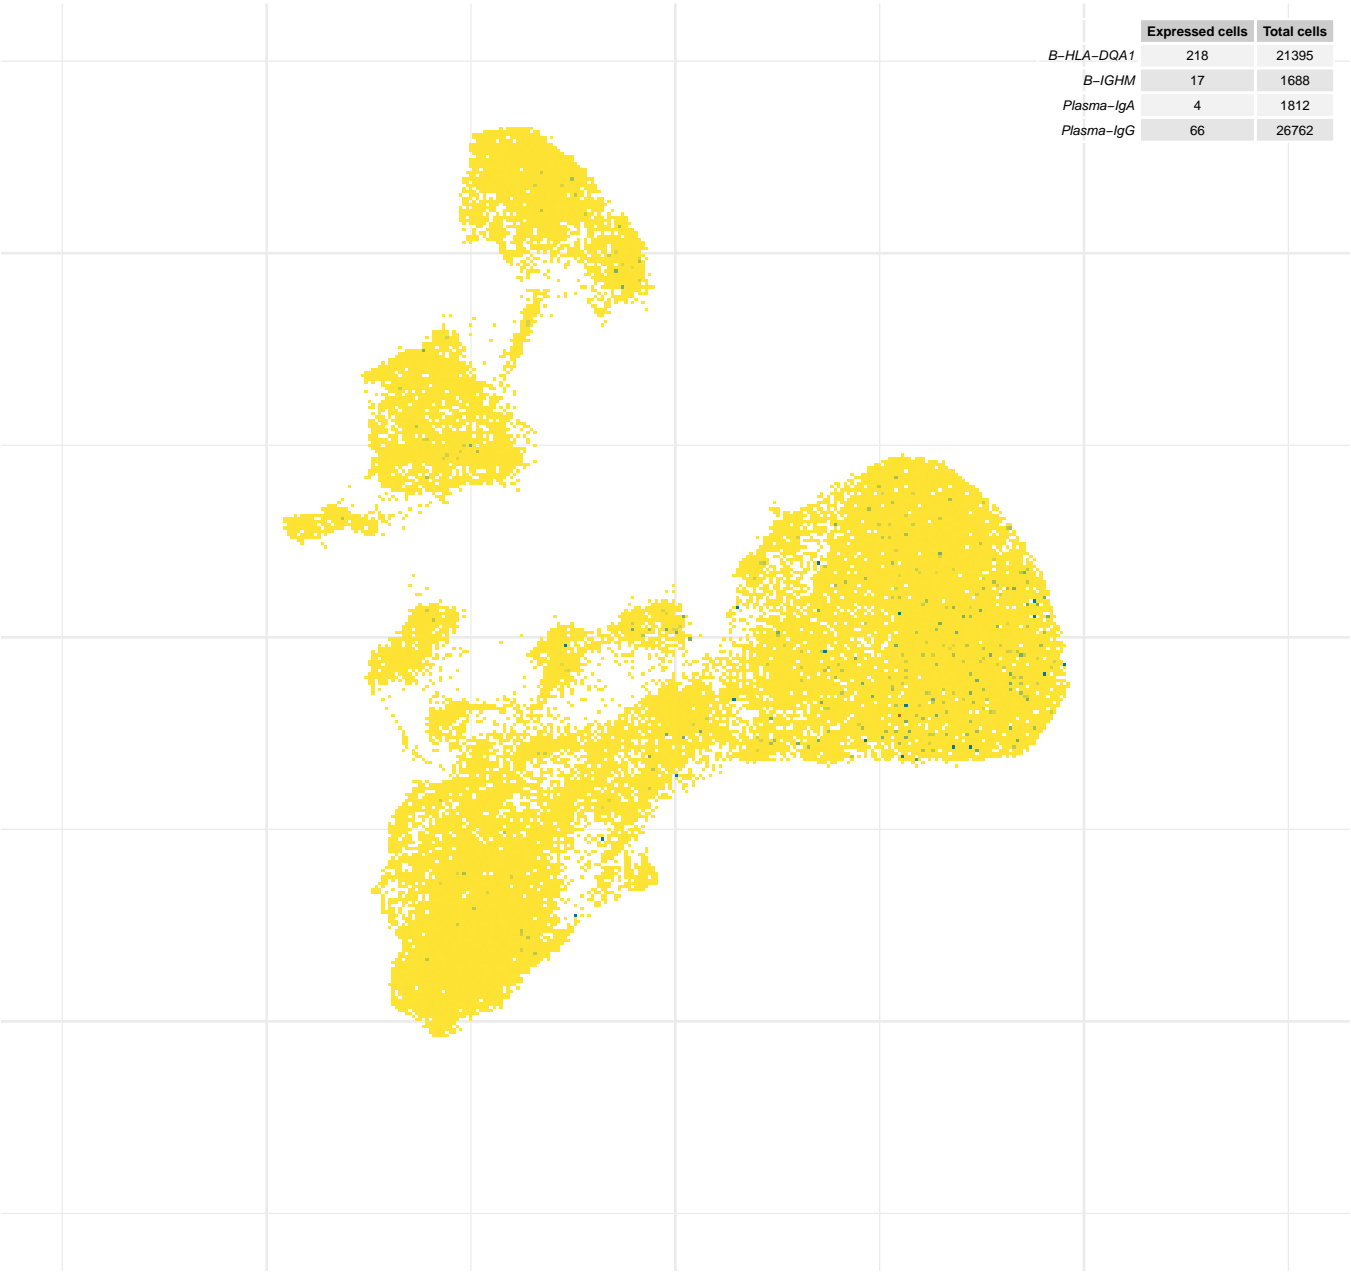 Expressed cells Total cells
B−HLA−DQA1 218 21395
B−IGHM 17 1688
Plasma−IgA 4 1812
Plasma−IgG 66 26762